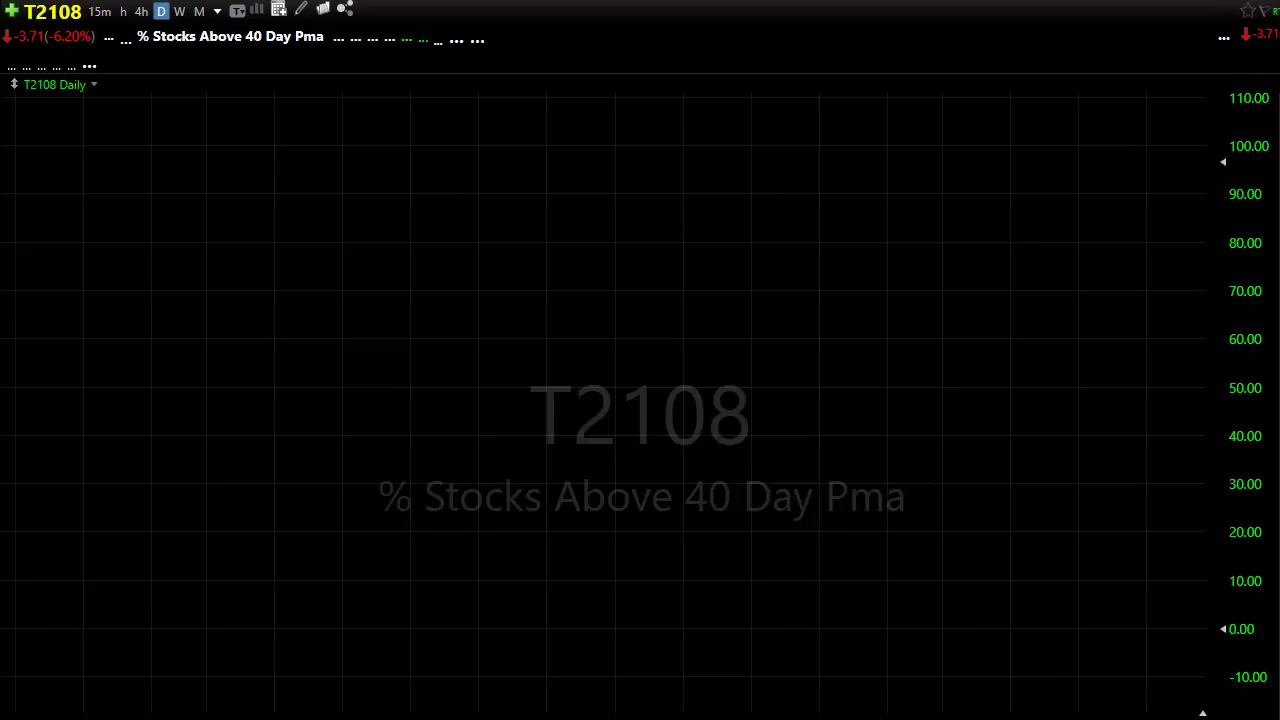 T2108 15m h 4h D W M T
-3.71(-6.20%) ... ... % Stocks Above 40 Day Pma ... ... ... ... ... ... ... ... ... ... -3.71
... ... ... ... ... ...
T2108 Daily
110.00
100.00
90.00
80.00
70.00
60.00
50.00
T2108
40.00
30.00
% Stocks Above 40 Day Pma
20.00
10.00
0.00
-10.00